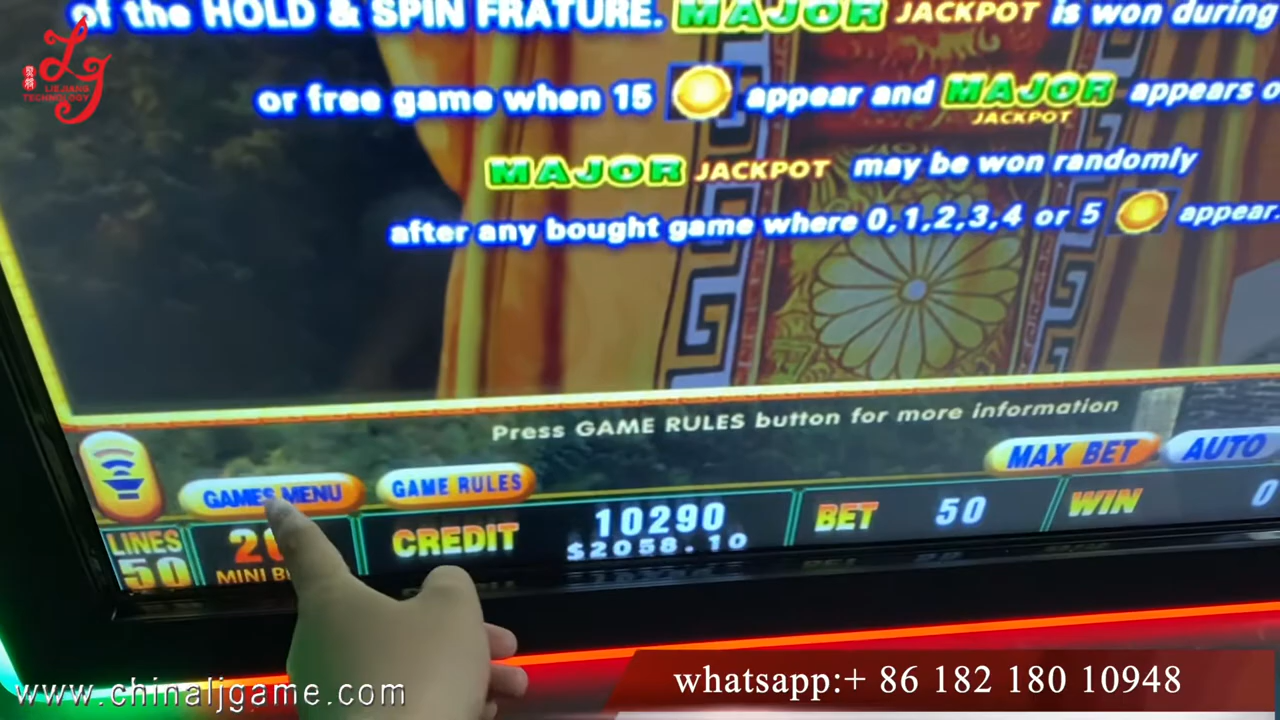 of the HOLD & SPIN FRATURE. MAJOR JACKPOT is won during
or free game when 15 appear and MAJOR JACKPOT appears o
MAJOR JACKPOT may be won randomly
after any bought game where 0,1,2,3,4 or 5 appear.
Press GAME RULES button for more information
GAMES MENU
GAME RULES
MAX BET
AUTO
LINES
50
MINI
CREDIT
10290
$2058.10
BET
50
WIN
0
LIEJIANG
TECHNOLOGY
www.chinaljgame.com
whatsapp:+ 86 182 180 10948